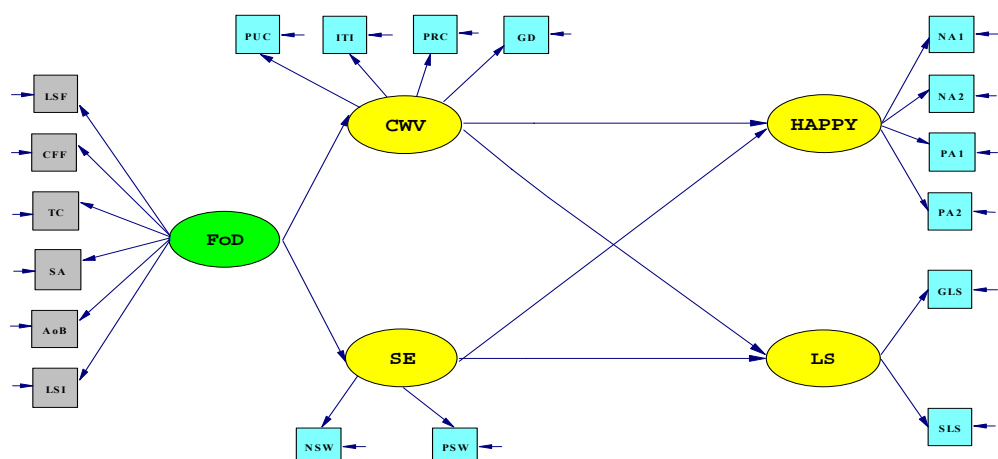 PUC
ITI
PRC
GD
NA1
LSF
NA2
CWV
HAPPY
CFF
PA1
TC
PA2
FoD
SA
GLS
AoB
SE
LS
LSI
NSW
PSW
SLS